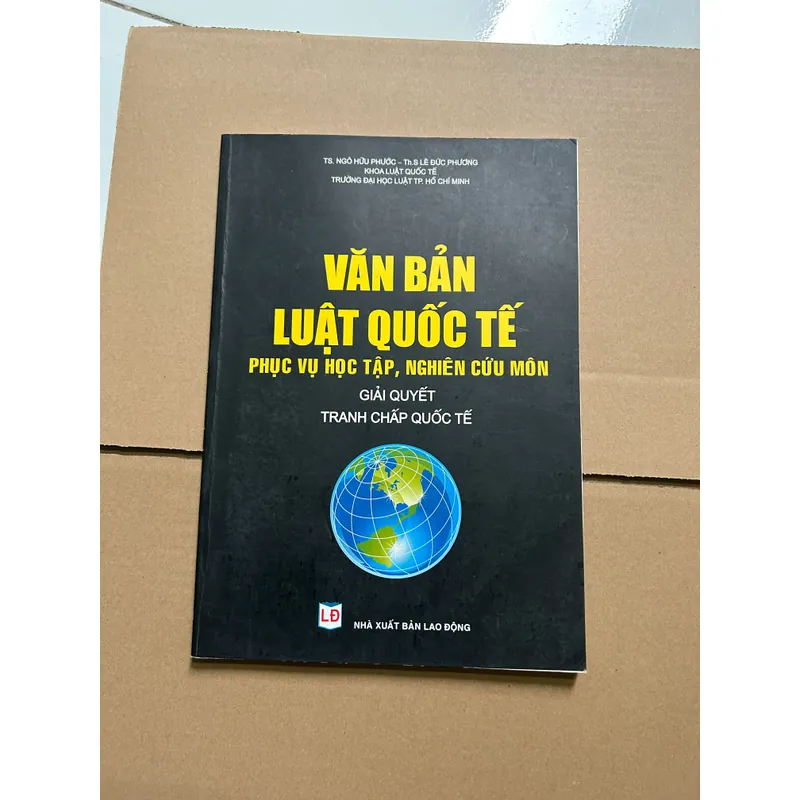 TS. NGÔ HỮU PHƯỚC – Th.S LÊ ĐỨC PHƯƠNG
KHOA LUẬT QUỐC TẾ
TRƯỜNG ĐẠI HỌC LUẬT TP. HỒ CHÍ MINH
VĂN BẢN
LUẬT QUỐC TẾ
PHỤC VỤ HỌC TẬP, NGHIÊN CỨU MÔN
GIẢI QUYẾT
TRANH CHẤP QUỐC TẾ
LĐ
NHÀ XUẤT BẢN LAO ĐỘNG